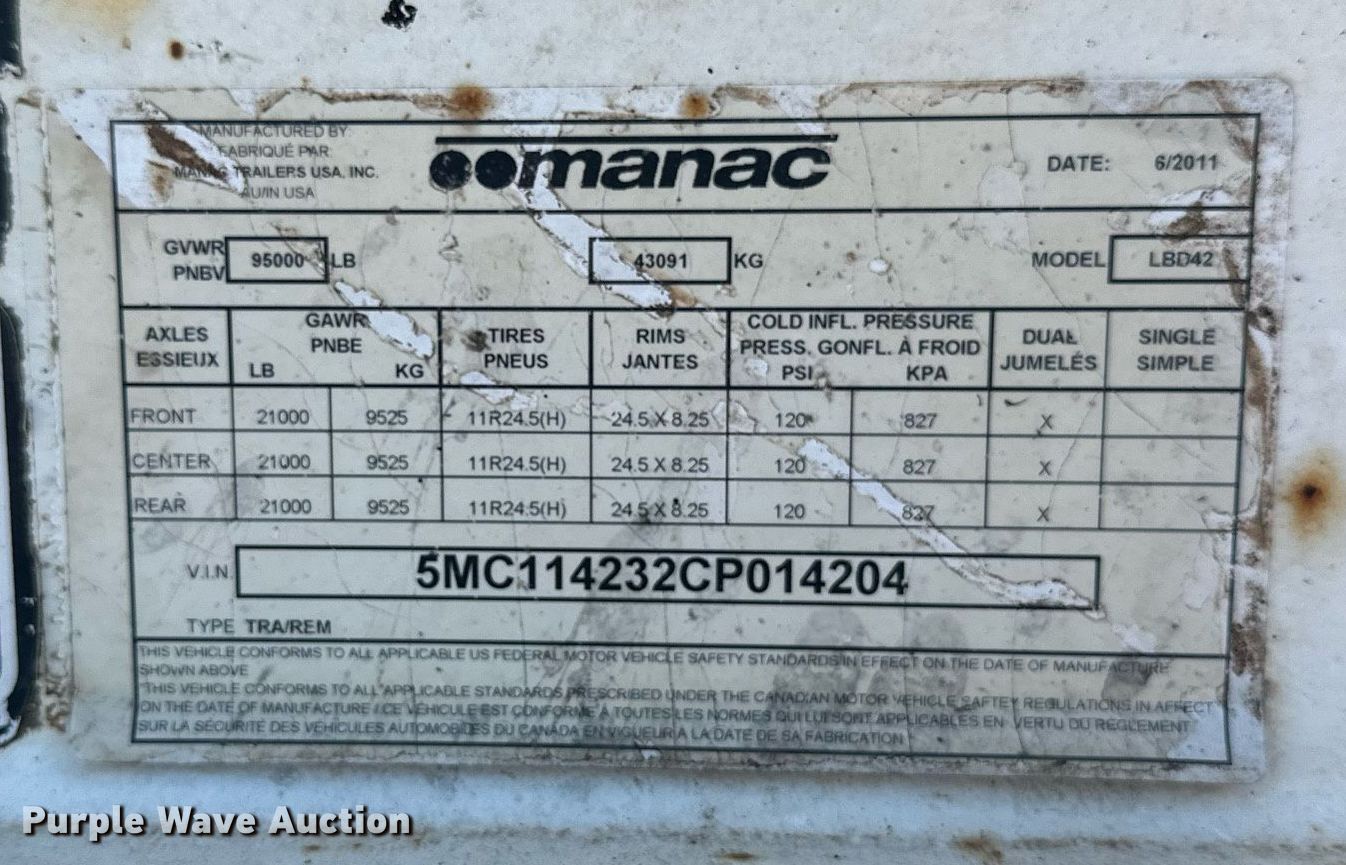 MANUFACTURED BY:
FABRIQUÉ PAR:
MANAC TRAILERS USA, INC.
AU/IN USA
manac
DATE: 6/2011
GVWR
PNBV 95000 LB 43091 KG MODEL LBD42
AXLES
ESSIEUX
GAWR
PNBE
LB KG
TIRES
PNEUS
RIMS
JANTES
COLD INFL. PRESSURE
PRESS. GONFL. À FROID
PSI KPA
DUAL
JUMELÉS
SINGLE
SIMPLE
FRONT 21000 9525 11R24.5(H) 24.5 X 8.25 120 827 X
CENTER 21000 9525 11R24.5(H) 24.5 X 8.25 120 827 X
REAR 21000 9525 11R24.5(H) 24.5 X 8.25 120 827 X
V.I.N. 5MC114232CP014204
TYPE TRA/REM
THIS VEHICLE CONFORMS TO ALL APPLICABLE US FEDERAL MOTOR VEHICLE SAFETY STANDARDS IN EFFECT ON THE DATE OF MANUFACTURE
SHOWN ABOVE
"THIS VEHICLE CONFORMS TO ALL APPLICABLE STANDARDS PRESCRIBED UNDER THE CANADIAN MOTOR VEHICLE SAFTEY REGULATIONS IN AFFECT
ON THE DATE OF MANUFACTURE / CE VEHICULE EST CONFORME A TOUTES LES NORMES QUI LUI SONT APPLICABLES EN VERTU DU REGLEMENT
SUR LA SÉCURITÉ DES VEHICULES AUTOMOBILES DU CANADA EN VIGUEUR A LA DATE DE SA FABRICATION"
Purple Wave Auction